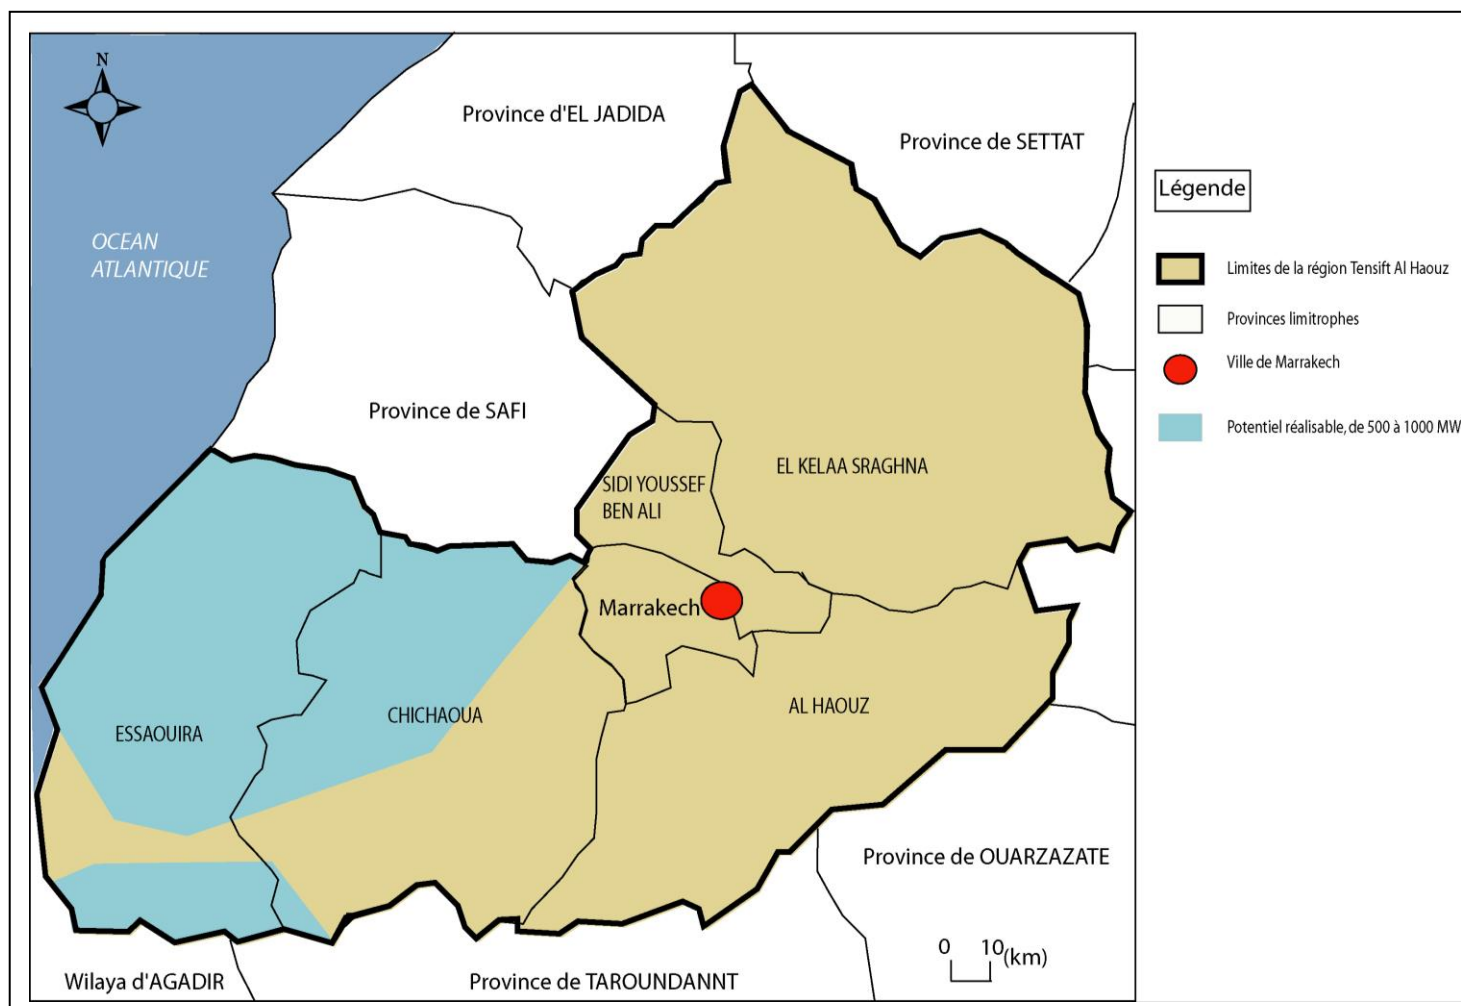 N
Province d'EL JADIDA
Province de SETTAT
OCEAN
ATLANTIQUE
Province de SAFI
EL KELAA SRAGHNA
SIDI YOUSSEF
BEN ALI
Marrakech
CHICHAOUA
AL HAOUZ
ESSAOUIRA
Province de OUARZAZATE
Wilaya d'AGADIR
Province de TAROUNDANNT
0 10 (km)
Légende
Limites de la région Tensift Al Haouz
Provinces limitrophes
Ville de Marrakech
Potentiel réalisable, de 500 à 1000 MW